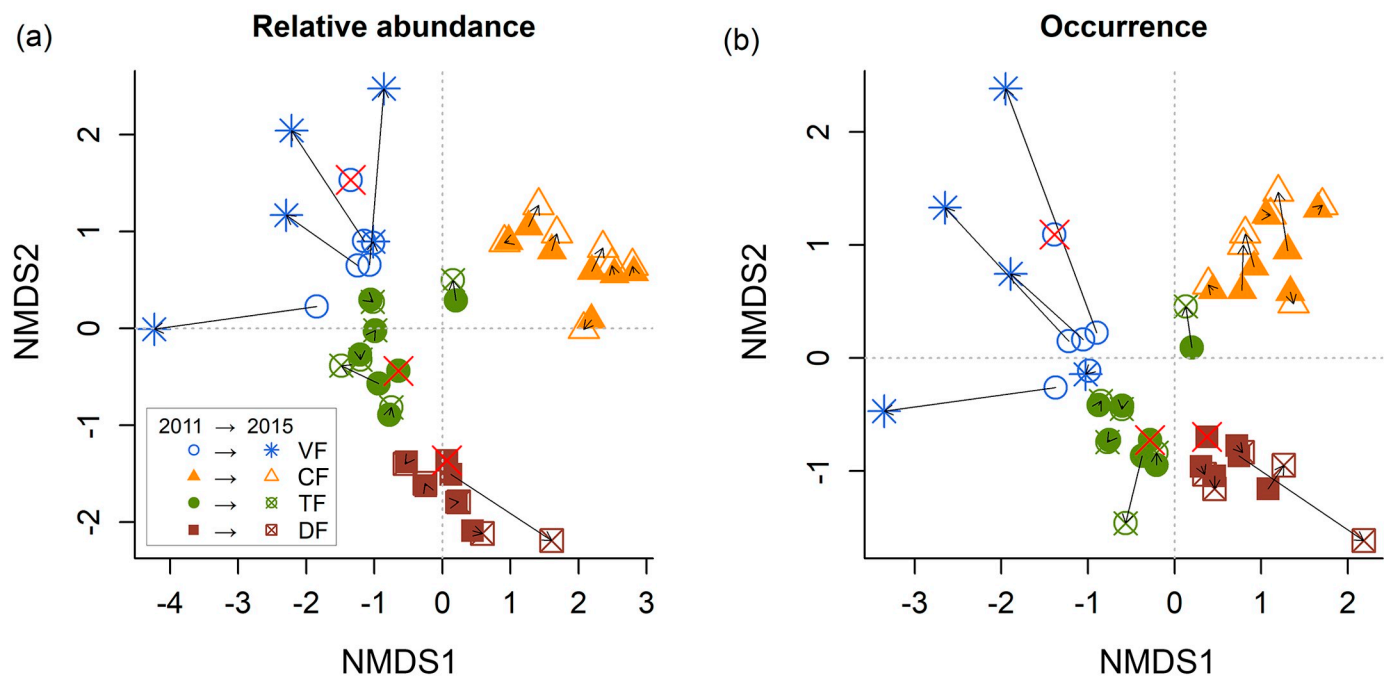 (a)
Relative abundance
NMDS2
2
1
0
-1
-2
2011 → 2015
→ VF
→ CF
→ TF
→ DF
-4 -3 -2 -1 0 1 2 3
NMDS1
(b)
Occurrence
NMDS2
2
1
0
-1
-3 -2 -1 0 1 2
NMDS1